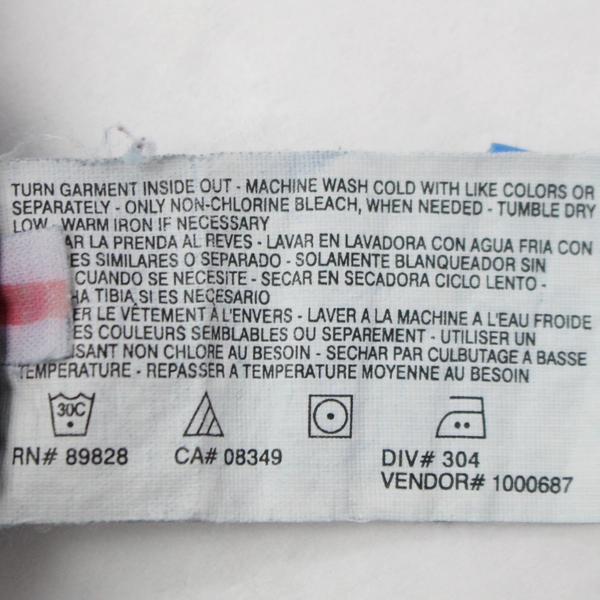 TURN GARMENT INSIDE OUT - MACHINE WASH COLD WITH LIKE COLORS OR
SEPARATELY - ONLY NON-CHLORINE BLEACH, WHEN NEEDED - TUMBLE DRY
LOW - WARM IRON IF NECESSARY
LA PRENDA AL REVES - LAVAR EN LAVADORA CON AGUA FRIA CON
SIMILARES O SEPARADO - SOLAMENTE BLANQUEADOR SIN
CUANDO SE NECESITE - SECAR EN SECADORA CICLO LENTO -
TIBIA, SI ES NECESARIO
LE VÊTEMENT À L'ENVERS - LAVER A LA MACHINE A L'EAU FROIDE
COULEURS SEMBLABLES OU SEPAREMENT - UTILISER UN
NON CHLORE AU BESOIN - SECHAR PAR CULBUTAGE A BASSE
TEMPERATURE - REPASSER A TEMPERATURE MOYENNE AU BESOIN
30C
RN# 89828 CA# 08349 DIV# 304
VENDOR# 1000687